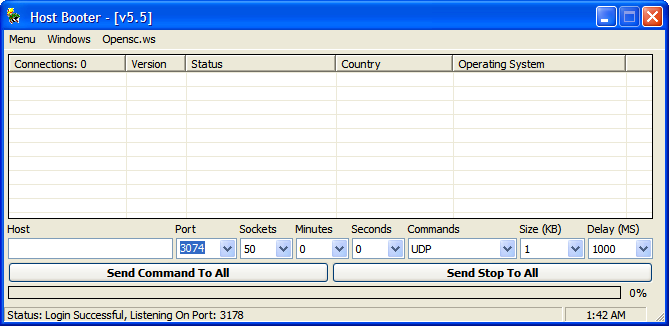 Host Booter - [v5.5]
Menu Windows Opensc.ws
Connections: 0 Version Status Country Operating System
Host Port Sockets Minutes Seconds Commands Size (KB) Delay (MS)
3074 50 0 0 UDP 1 1000
Send Command To All Send Stop To All
0%
Status: Login Successful, Listening On Port: 3178 1:42 AM